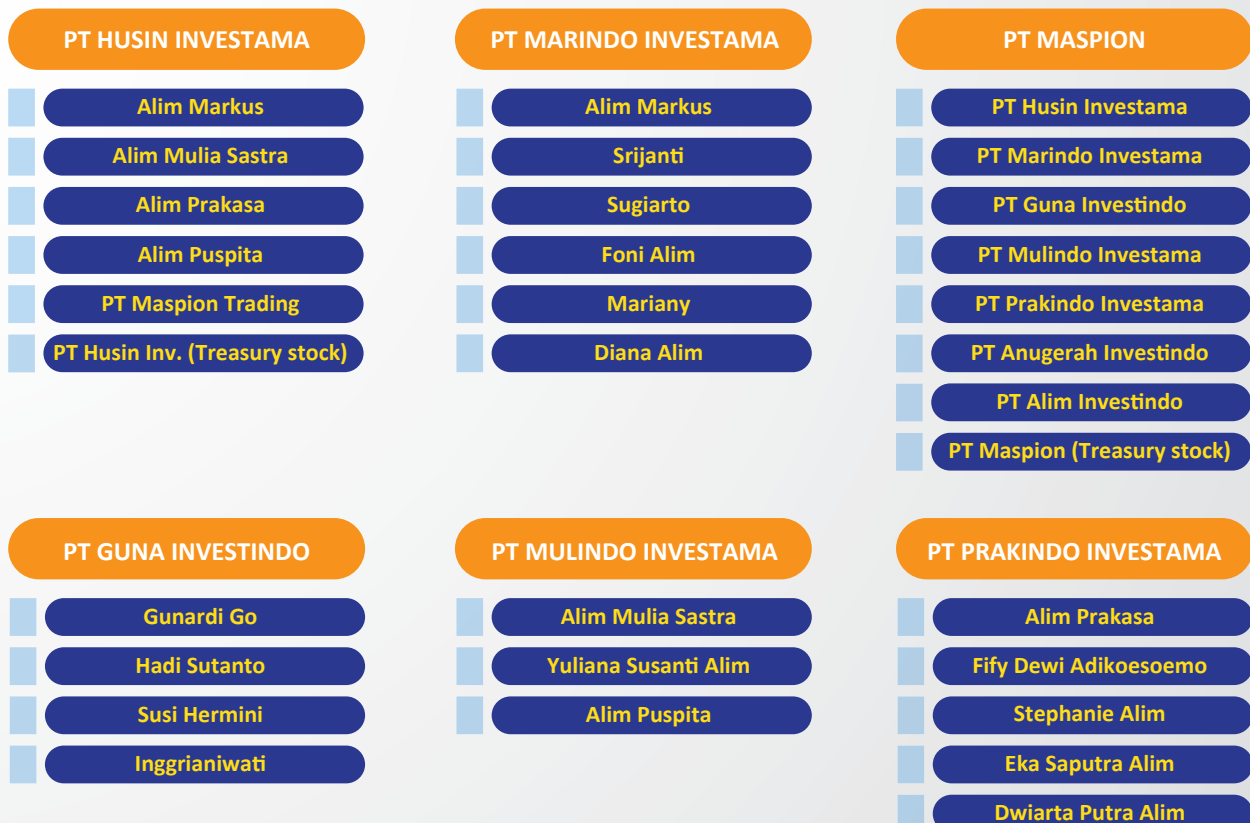 PT HUSIN INVESTAMA
Alim Markus
Alim Mulia Sastra
Alim Prakasa
Alim Puspita
PT Maspion Trading
PT Husin Inv. (Treasury stock)
PT MARINDO INVESTAMA
Alim Markus
Srijanti
Sugiarto
Foni Alim
Mariany
Diana Alim
PT MASPION
PT Husin Investama
PT Marindo Investama
PT Guna Investindo
PT Mulindo Investama
PT Prakindo Investama
PT Anugerah Investindo
PT Alim Investindo
PT Maspion (Treasury stock)
PT GUNA INVESTINDO
Gunardi Go
Hadi Sutanto
Susi Hermini
Inggrianiwati
PT MULINDO INVESTAMA
Alim Mulia Sastra
Yuliana Susanti Alim
Alim Puspita
PT PRAKINDO INVESTAMA
Alim Prakasa
Fify Dewi Adikoesoemo
Stephanie Alim
Eka Saputra Alim
Dwiarta Putra Alim